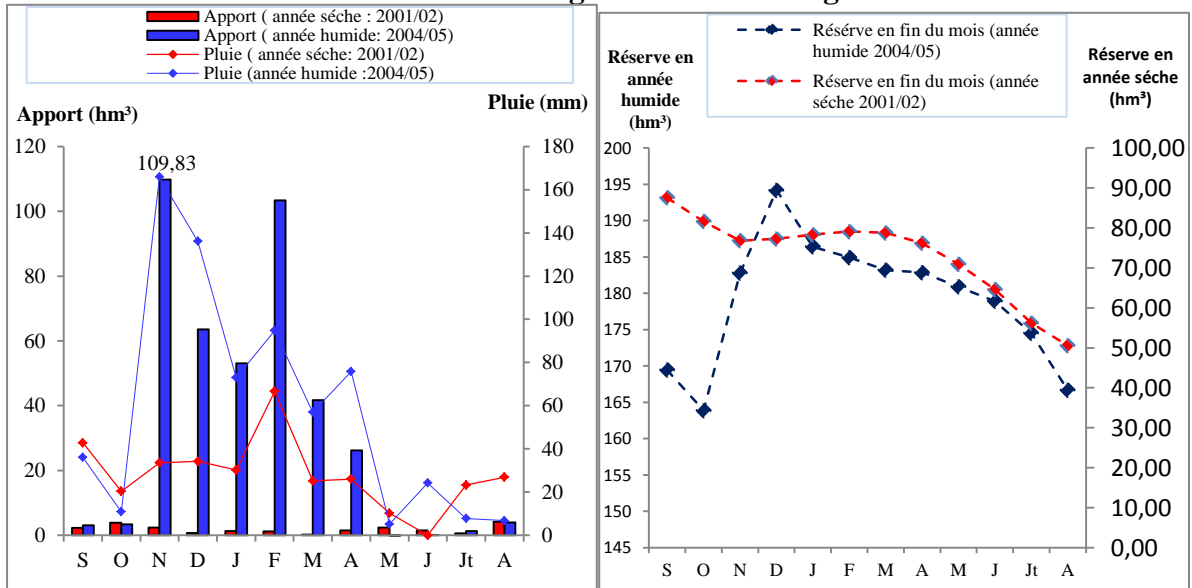 Apport ( année séche : 2001/02)
Apport ( année humide: 2004/05)
Pluie ( année séche: 2001/02)
Pluie (année humide :2004/05)
Apport (hm³)
Pluie (mm)
109,83
120
100
80
60
40
20
0
180
160
140
120
100
80
60
40
20
0
S O N D J F M A M J Jt A
Résérve en fin du mois (année
humide 2004/05)
Réserve en fin du mois (année
séche 2001/02)
Réserve en
année
humide
(hm³)
Réserve en
année séche
(hm³)
200
195
190
185
180
175
170
165
160
155
150
145
100,00
90,00
80,00
70,00
60,00
50,00
40,00
30,00
20,00
10,00
0,00
S O N D J F M A M J Jt A